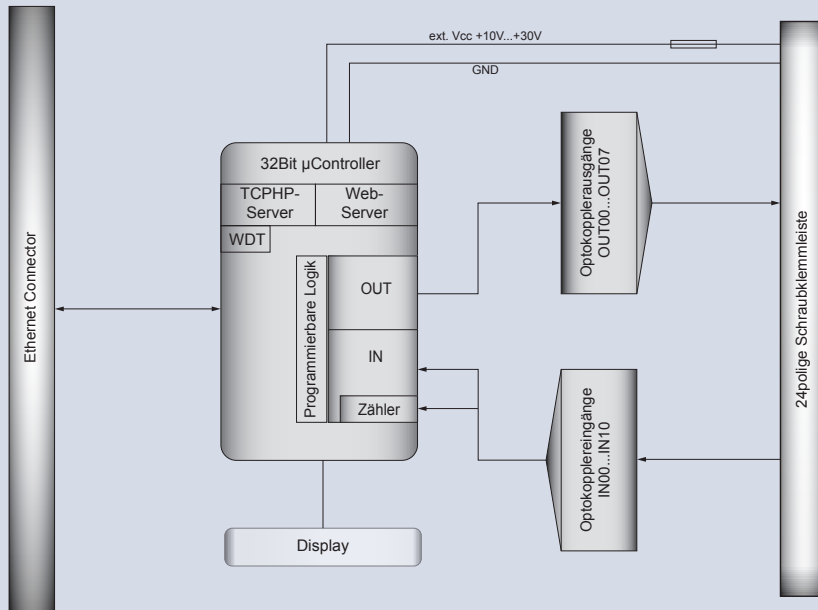 ext. Vcc +10V...+30V
GND
Ethernet Connector
32Bit µController
TCPHP-
Server
Web-
Server
WDT
Programmierbare Logik
OUT
IN
Zähler
Display
Optokopplerausgänge
OUT00...OUT07
Optokopplereingänge
IN00...IN10
24polige Schraubklemmleiste